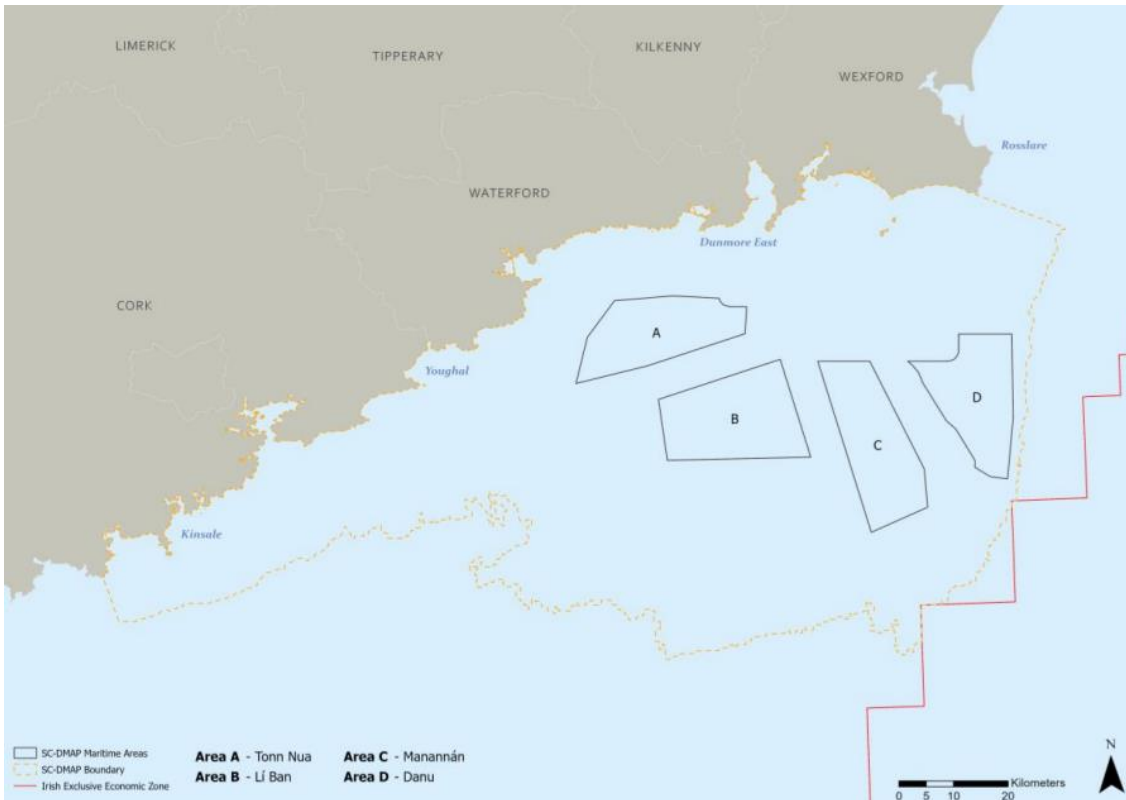 LIMERICK
TIPPERARY
KILKENNY
WEXFORD
Rosslare
WATERFORD
Dunmore East
CORK
A
Youghal
D
B
C
Kinsale
SC-DMAP Maritime Areas
SC-DMAP Boundary
Irish Exclusive Economic Zone
Area A - Tonn Nua
Area B - Lí Ban
Area C - Manannán
Area D - Danu
N
Kilometers
0 5 10 20